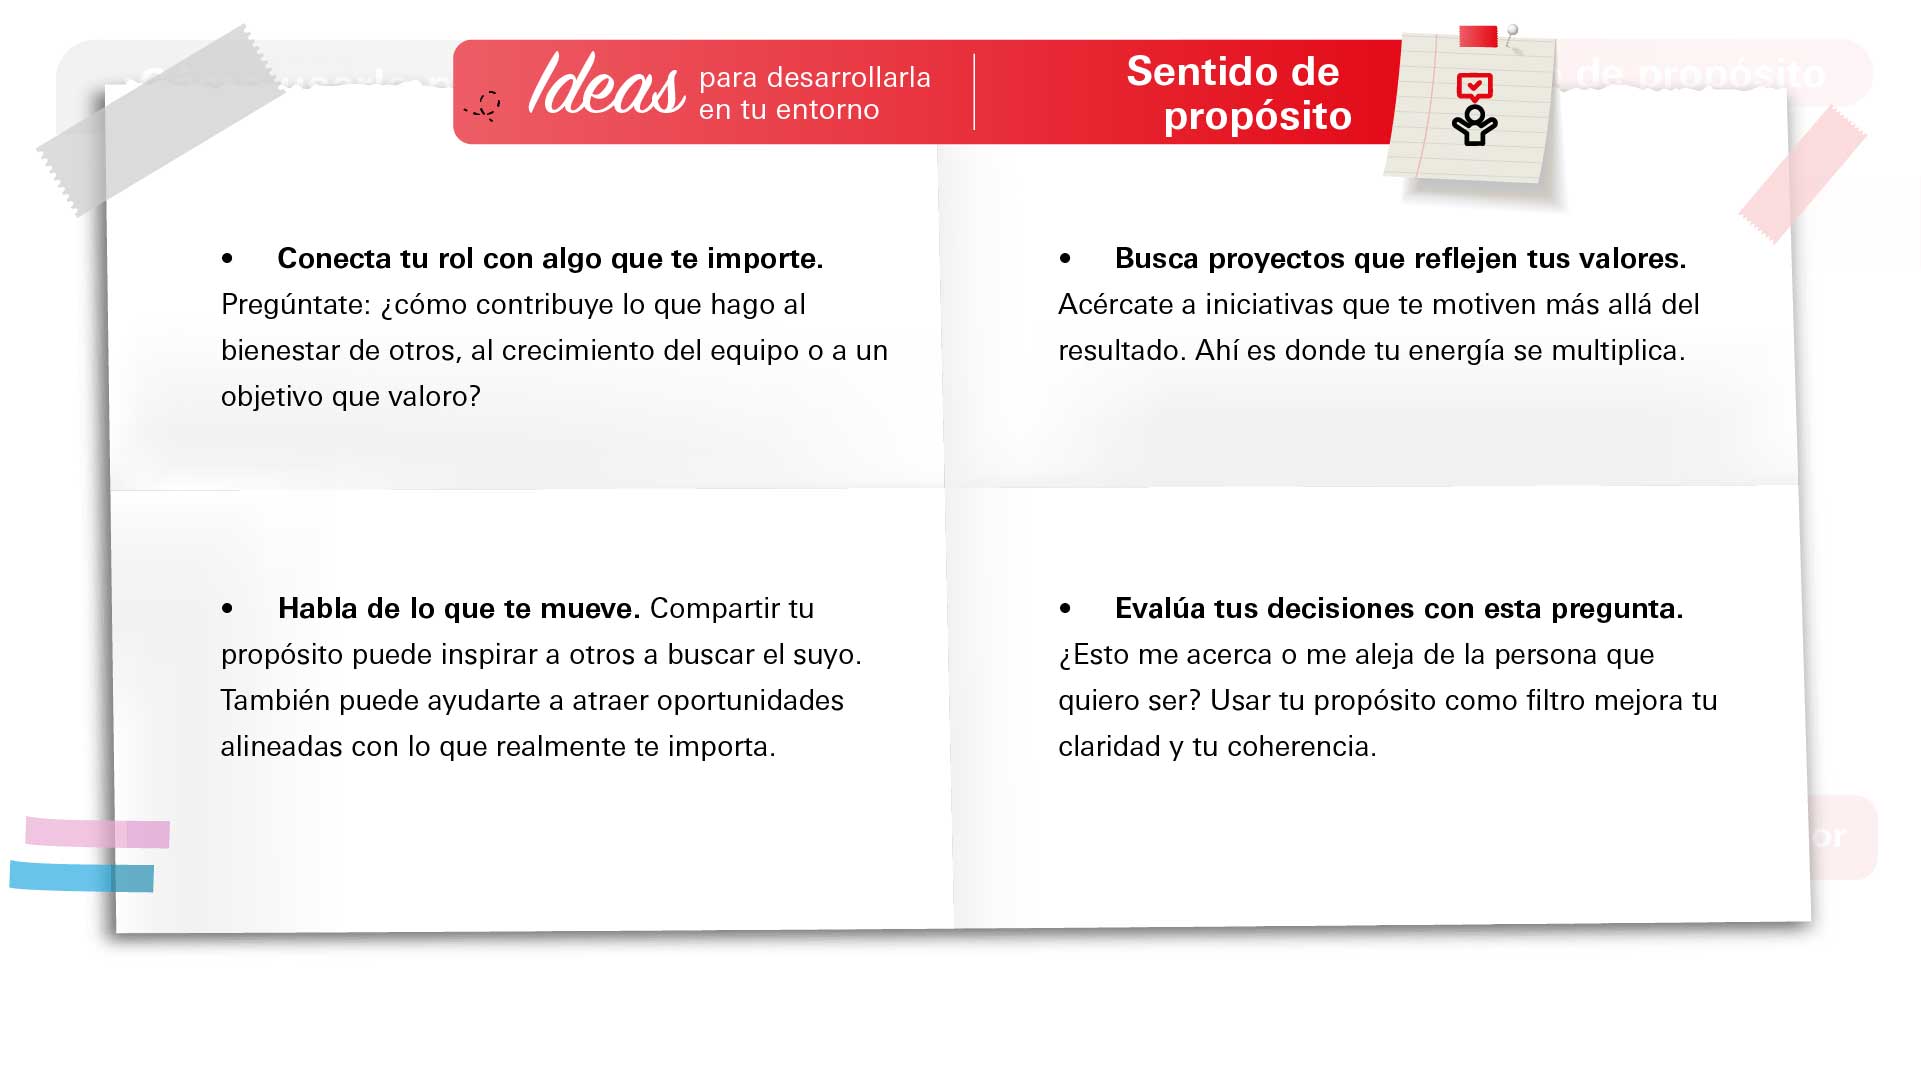 Ideas para desarrollarla
en tu entorno
Sentido de
propósito
de propósito
• Conecta tu rol con algo que te importe.
Pregúntate: ¿cómo contribuye lo que hago al
bienestar de otros, al crecimiento del equipo o a un
objetivo que valoro?
• Busca proyectos que reflejen tus valores.
Acércate a iniciativas que te motiven más allá del
resultado. Ahí es donde tu energía se multiplica.
• Habla de lo que te mueve. Compartir tu
propósito puede inspirar a otros a buscar el suyo.
También puede ayudarte a atraer oportunidades
alineadas con lo que realmente te importa.
• Evalúa tus decisiones con esta pregunta.
¿Esto me acerca o me aleja de la persona que
quiero ser? Usar tu propósito como filtro mejora tu
claridad y tu coherencia.